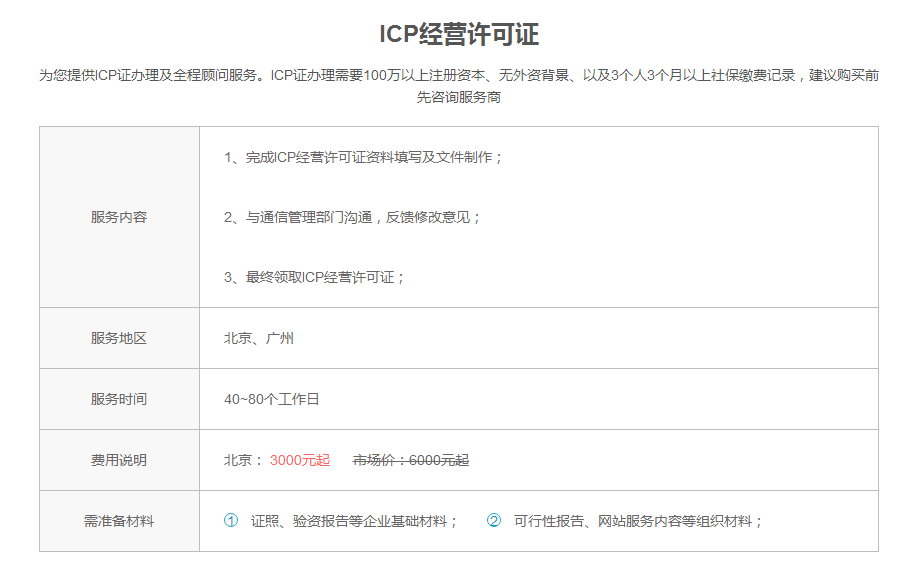 ICP经营许可证
为您提供ICP证办理及全程顾问服务。ICP证办理需要100万以上注册资本、无外资背景、以及3个人3个月以上社保缴费记录，建议购买前
先咨询服务商
服务内容
1、完成ICP经营许可证资料填写及文件制作；
2、与通信管理部门沟通，反馈修改意见；
3、最终领取ICP经营许可证；
服务地区
北京、广州
服务时间
40~80个工作日
费用说明
北京： 3000元起 市场价：6000元起
需准备材料
① 证照、验资报告等企业基础材料； ② 可行性报告、网站服务内容等组织材料；